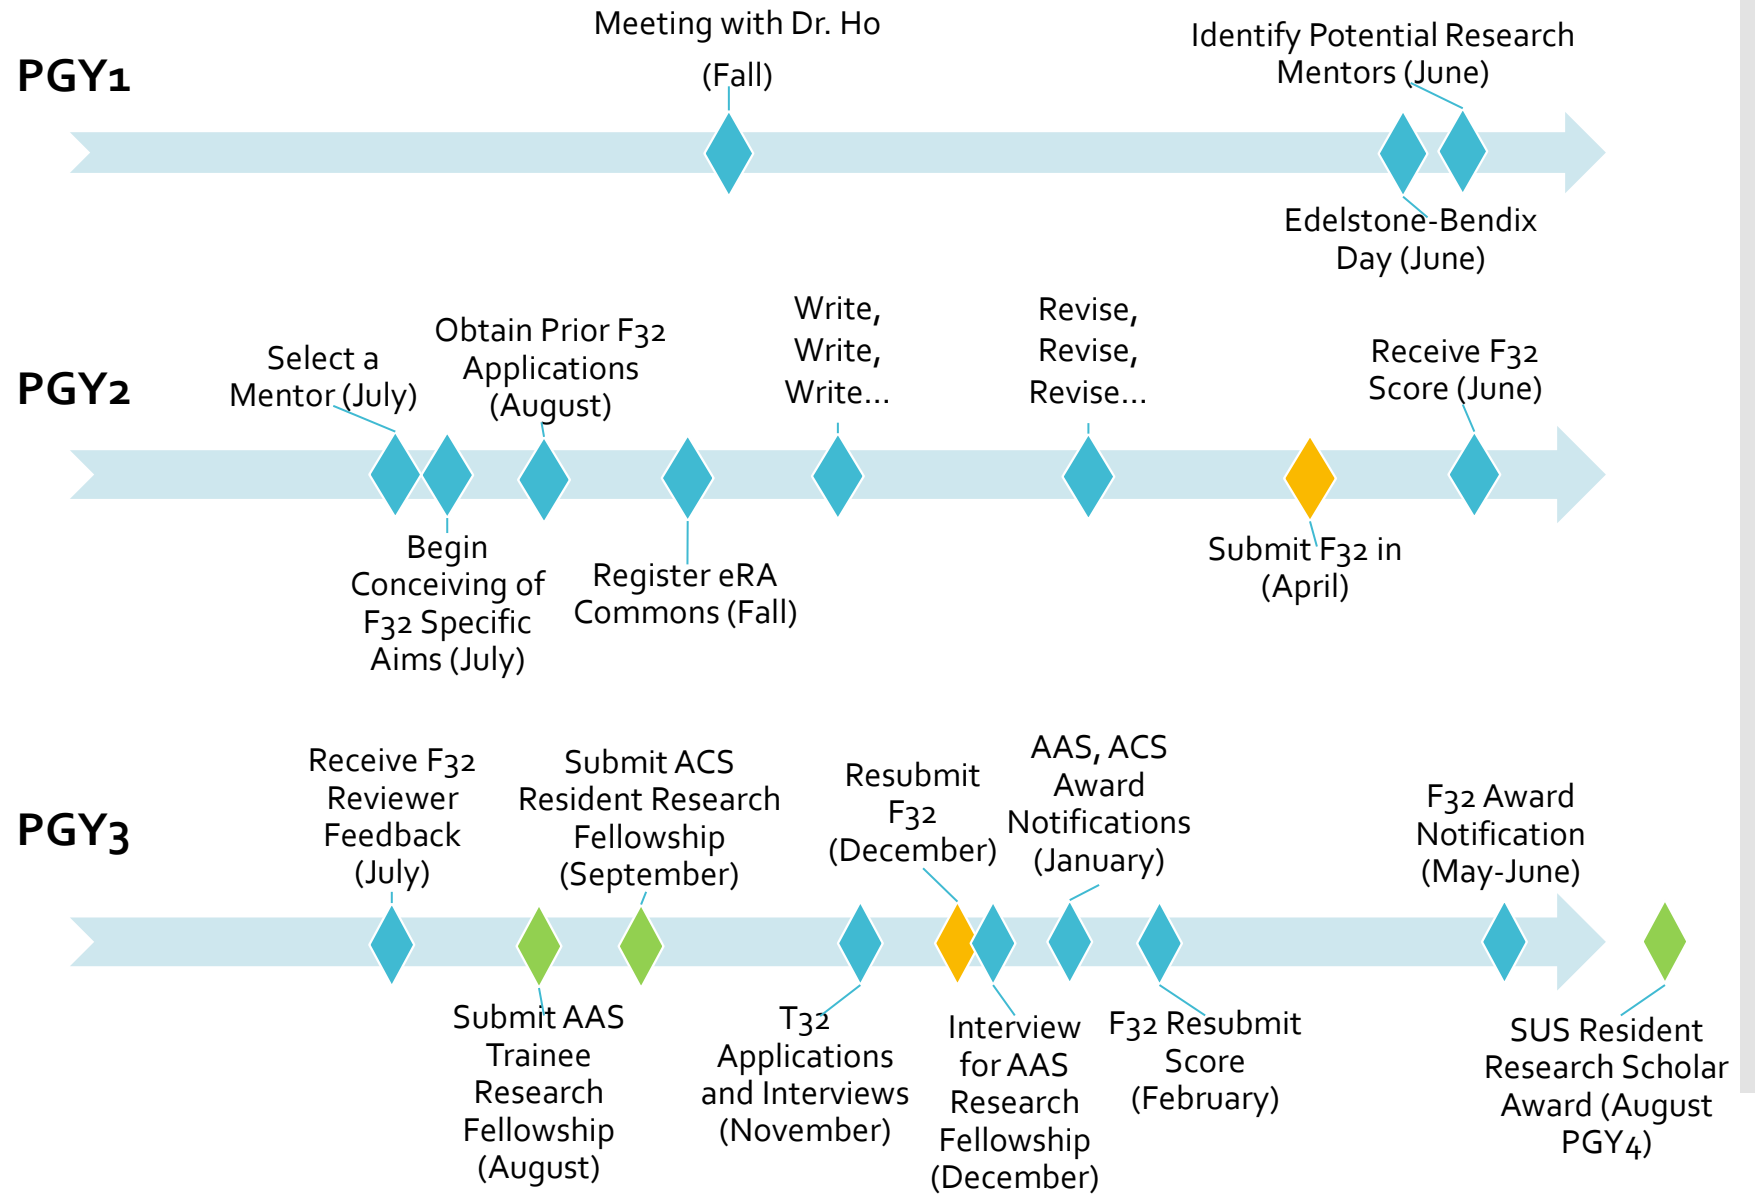 PGY1
Meeting with Dr. Ho
(Fall)
Identify Potential Research
Mentors (June)
Edelstone-Bendix
Day (June)
PGY2
Select a
Mentor (July)
Begin
Conceiving of
F32 Specific
Aims (July)
Obtain Prior F32
Applications
(August)
Register eRA
Commons (Fall)
Write,
Write,
Write...
Revise,
Revise,
Revise...
Submit F32 in
(April)
Receive F32
Score (June)
PGY3
Receive F32
Reviewer
Feedback
(July)
Submit AAS
Trainee
Research
Fellowship
(August)
Submit ACS
Resident Research
Fellowship
(September)
T32
Applications
and Interviews
(November)
Resubmit
F32
(December)
Interview
for AAS
Research
Fellowship
(December)
AAS, ACS
Award
Notifications
(January)
F32 Resubmit
Score
(February)
F32 Award
Notification
(May-June)
SUS Resident
Research Scholar
Award (August
PGY4)